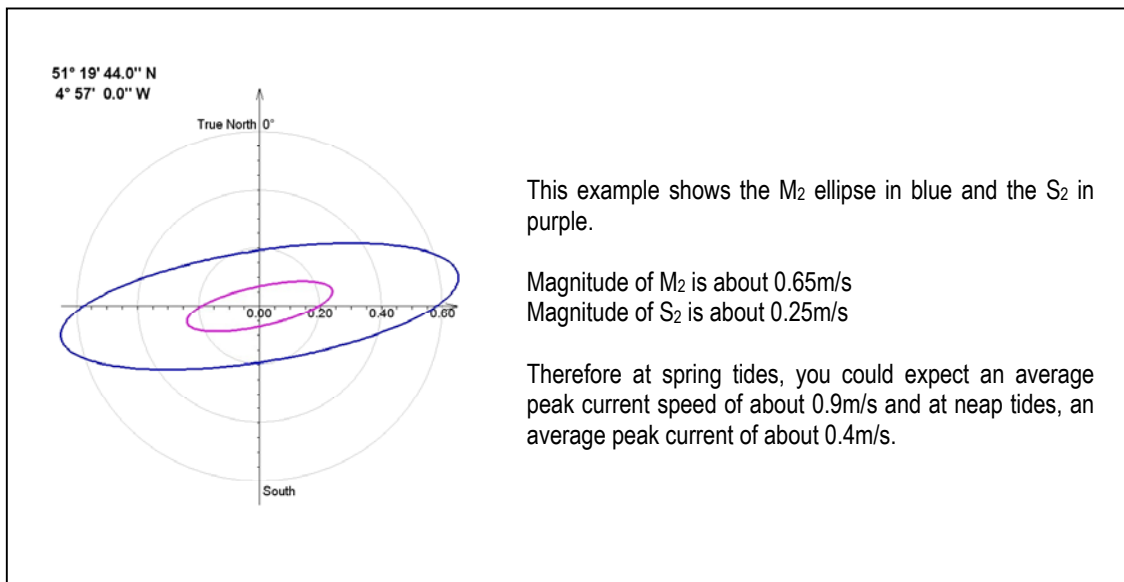 51° 19' 44.0" N
4° 57' 0.0" W
True North 0°
0.00 0.20 0.40 0.60
South
This example shows the M₂ ellipse in blue and the S₂ in
purple.
Magnitude of M₂ is about 0.65m/s
Magnitude of S₂ is about 0.25m/s
Therefore at spring tides, you could expect an average
peak current speed of about 0.9m/s and at neap tides, an
average peak current of about 0.4m/s.